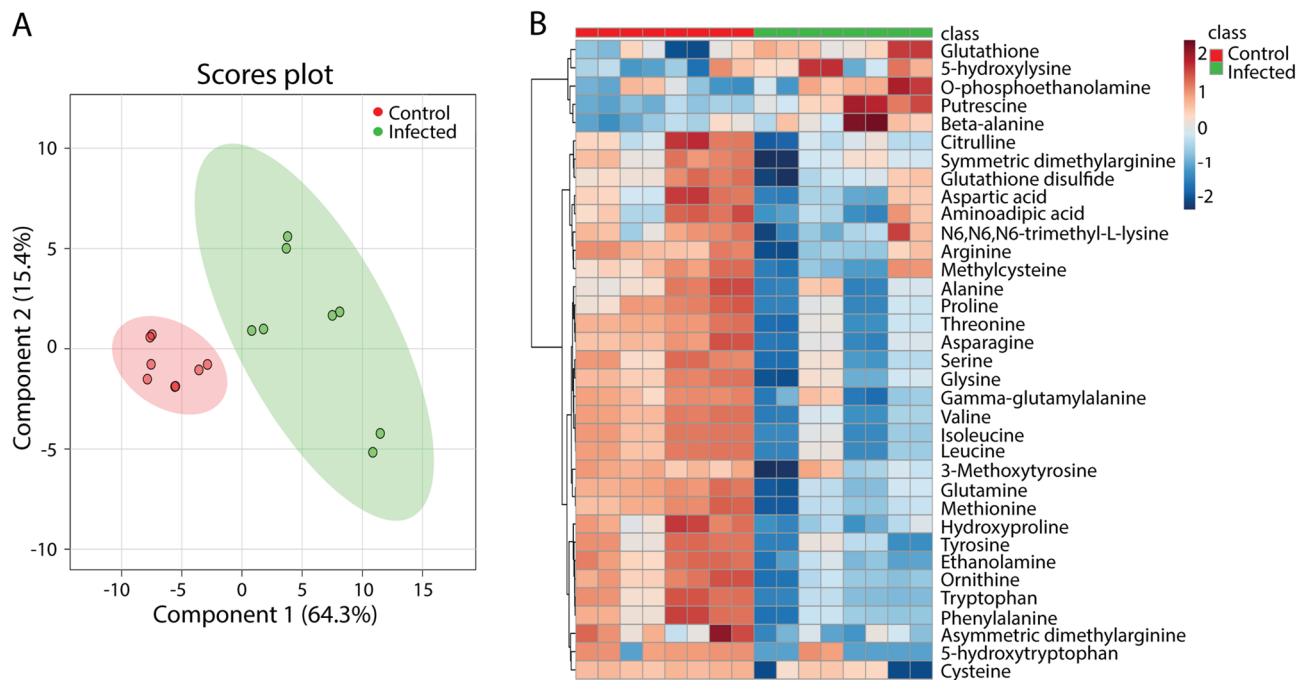 A
Scores plot
Control
Infected
10
5
0
-5
-10
Component 2 (15.4%)
-10 -5 0 5 10 15
Component 1 (64.3%)
B
class
Glutathione
5-hydroxylysine
O-phosphoethanolamine
Putrescine
Beta-alanine
Citrulline
Symmetric dimethylarginine
Glutathione disulfide
Aspartic acid
Aminoadipic acid
N6,N6,N6-trimethyl-L-lysine
Arginine
Methylcysteine
Alanine
Proline
Threonine
Asparagine
Serine
Glycine
Gamma-glutamylalanine
Valine
Isoleucine
Leucine
3-Methoxytyrosine
Glutamine
Methionine
Hydroxyproline
Tyrosine
Ethanolamine
Ornithine
Tryptophan
Phenylalanine
Asymmetric dimethylarginine
5-hydroxytryptophan
Cysteine
class
Control
Infected
2
1
0
-1
-2